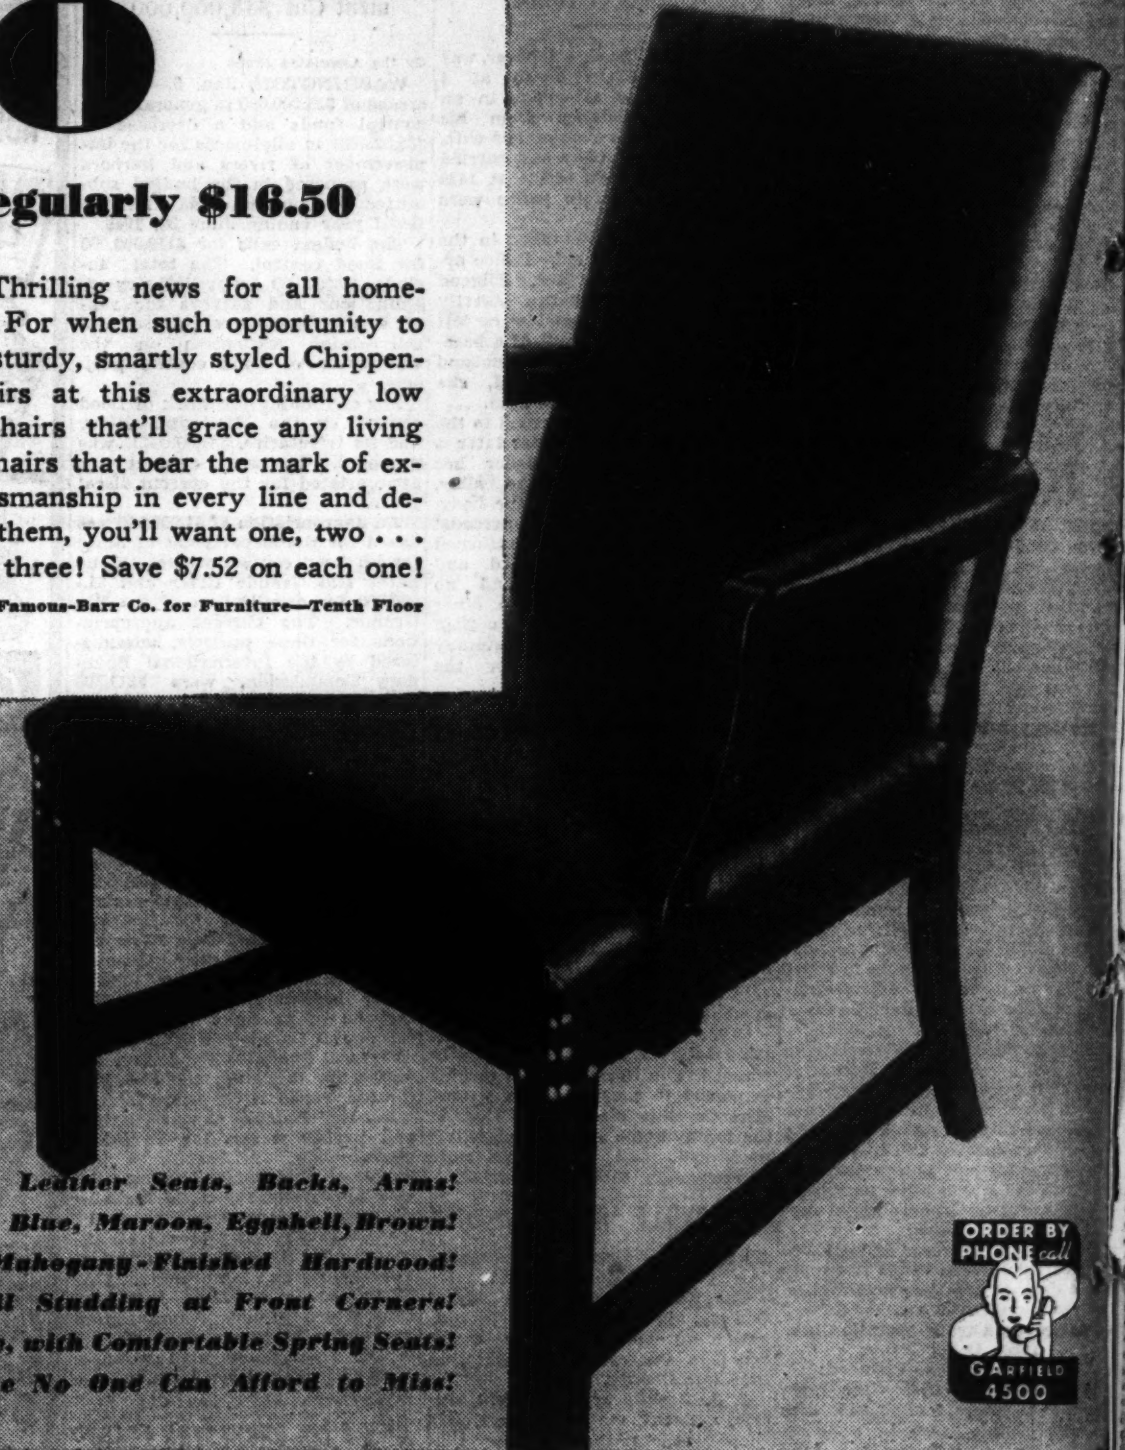 egularly $16.50
Thrilling news for all home-
For when such opportunity to
sturdy, smartly styled Chippen-
irs at this extraordinary low
hairs that'll grace any living
hairs that bear the mark of ex-
smanship in every line and de-
them, you'll want one, two . . .
three! Save $7.52 on each one!
Famous-Barr Co. for Furniture—Tenth Floor
Leather Seats, Backs, Arms!
Blue, Maroon, Eggshell, Brown!
Mahogany-Finished Hardwood!
il Studding at Front Corners!
e, with Comfortable Spring Seats!
e No One Can Afford to Miss!
ORDER BY
PHONE call
GARFIELD
4500